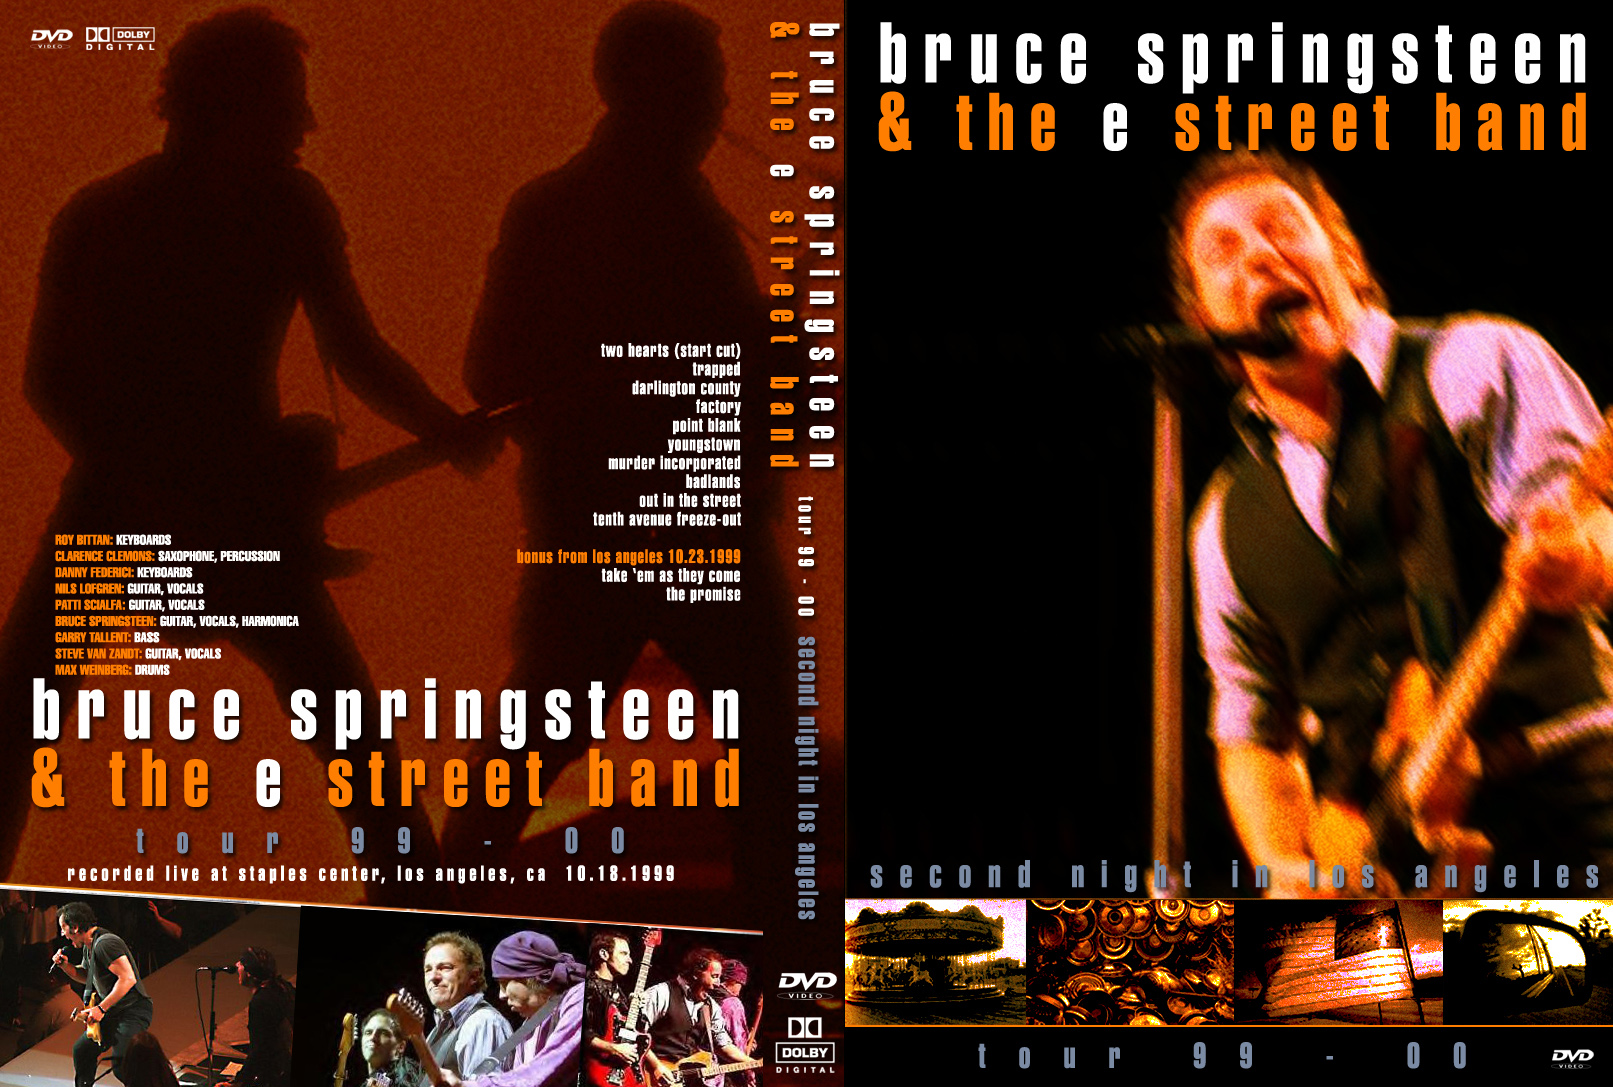 DVD
VIDEO
DOLBY
DIGITAL
two hearts (start cut)
trapped
darlington county
factory
point blank
youngstown
murder incorporated
badlands
out in the street
tenth avenue freeze-out
bonus from los angeles 10.23.1999
take ‘em as they come
the promise
ROY BITTAN: KEYBOARDS
CLARENCE CLEMONS: SAXOPHONE, PERCUSSION
DANNY FEDERICI: KEYBOARDS
NILS LOFGREN: GUITAR, VOCALS
PATTI SCIALFA: GUITAR, VOCALS
BRUCE SPRINGSTEEN: GUITAR, VOCALS, HARMONICA
GARRY TALLENT: BASS
STEVE VAN ZANDT: GUITAR, VOCALS
MAX WEINBERG: DRUMS
bruce springsteen
& the e street band
tour 99 - 00
recorded live at staples center, los angeles, ca 10.18.1999
bruce springsteen
& the e street band
tour 99 - 00 second night in los angeles
DVD
VIDEO
DOLBY
DIGITAL
bruce springsteen
& the e street band
second night in los angeles
tour 99 - 00
DVD
VIDEO